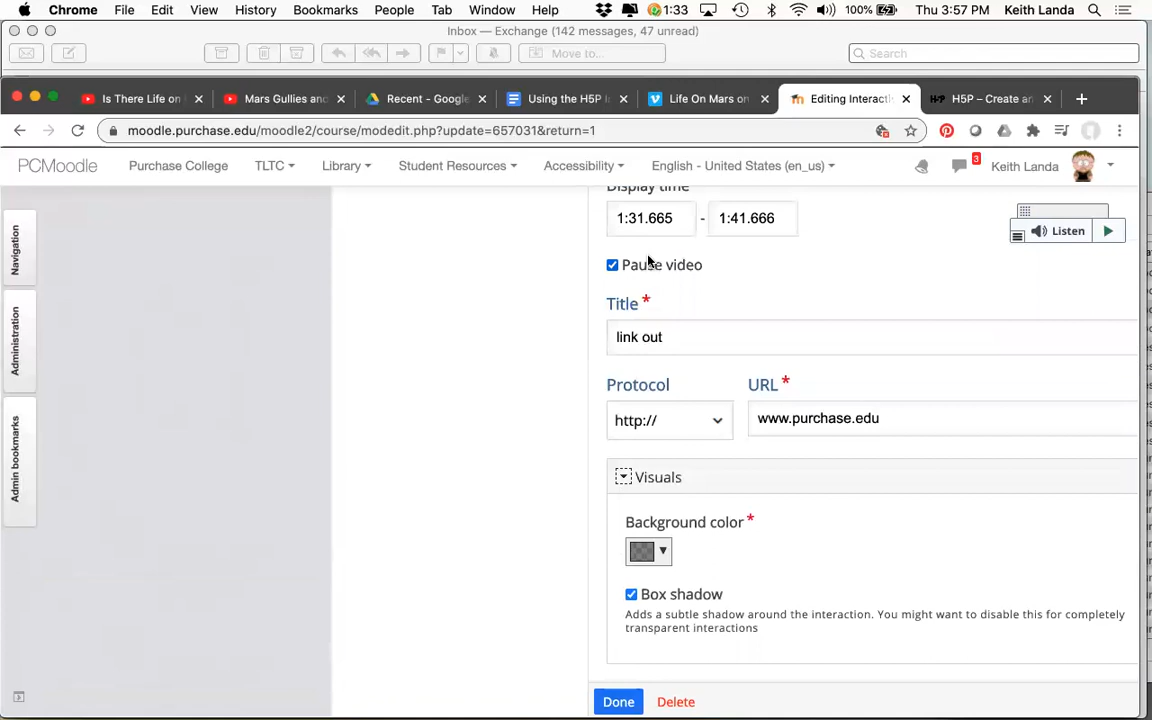 Chrome File Edit View History Bookmarks People Tab Window Help 1:33 100% Thu 3:57 PM Keith Landa
Inbox — Exchange (142 messages, 47 unread)
Move to... Search
Is There Life on Mars Gullies and Recent - Google Using the H5P Life On Mars on Editing Interacti H5P – Create an
moodle.purchase.edu/moodle2/course/modedit.php?update=657031&return=1
PCMoodle Purchase College TLTC Library Student Resources Accessibility English - United States (en_us) 3 Keith Landa
Display time
1:31.665 - 1:41.666
Listen
Pause video
Title *
link out
Protocol URL *
http:// www.purchase.edu
Visuals
Background color *
Box shadow
Adds a subtle shadow around the interaction. You might want to disable this for completely
transparent interactions
Done Delete
Navigation
Administration
Admin bookmarks